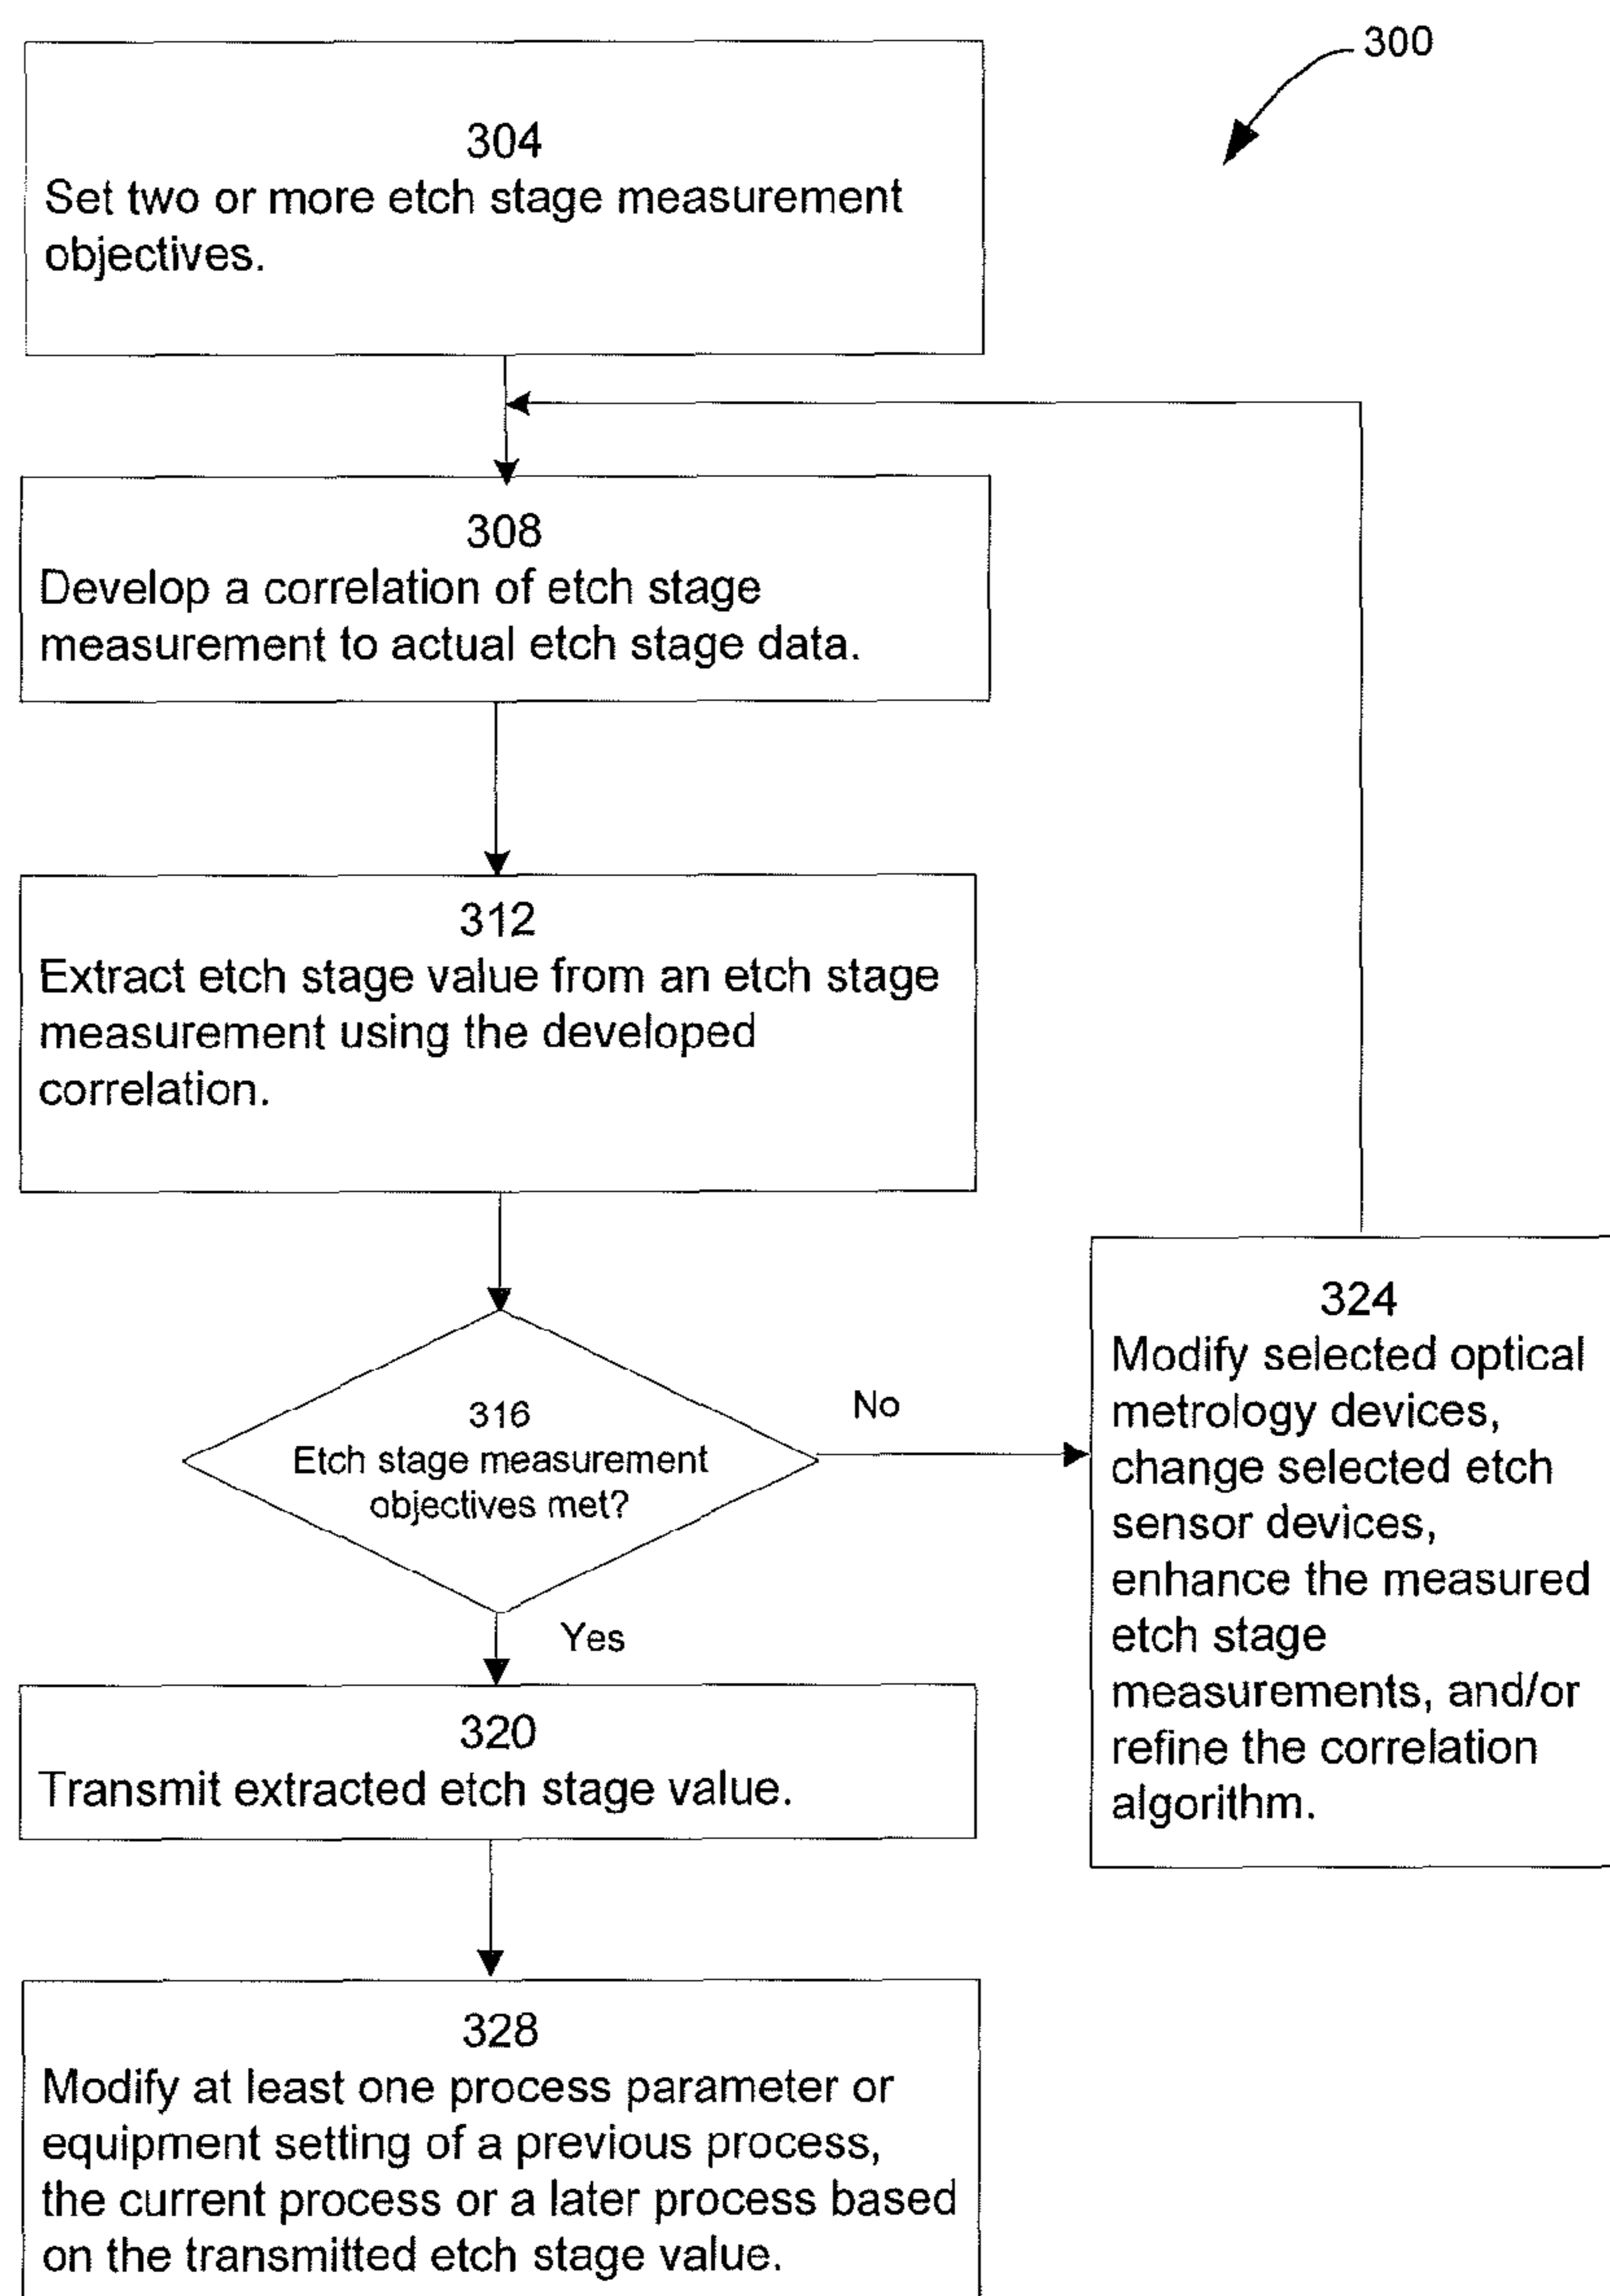 300
304
Set two or more etch stage measurement
objectives.
308
Develop a correlation of etch stage
measurement to actual etch stage data.
312
Extract etch stage value from an etch stage
measurement using the developed
correlation.
316
Etch stage measurement
objectives met?
No
Yes
324
Modify selected optical
metrology devices,
change selected etch
sensor devices,
enhance the measured
etch stage
measurements, and/or
refine the correlation
algorithm.
320
Transmit extracted etch stage value.
328
Modify at least one process parameter or
equipment setting of a previous process,
the current process or a later process based
on the transmitted etch stage value.